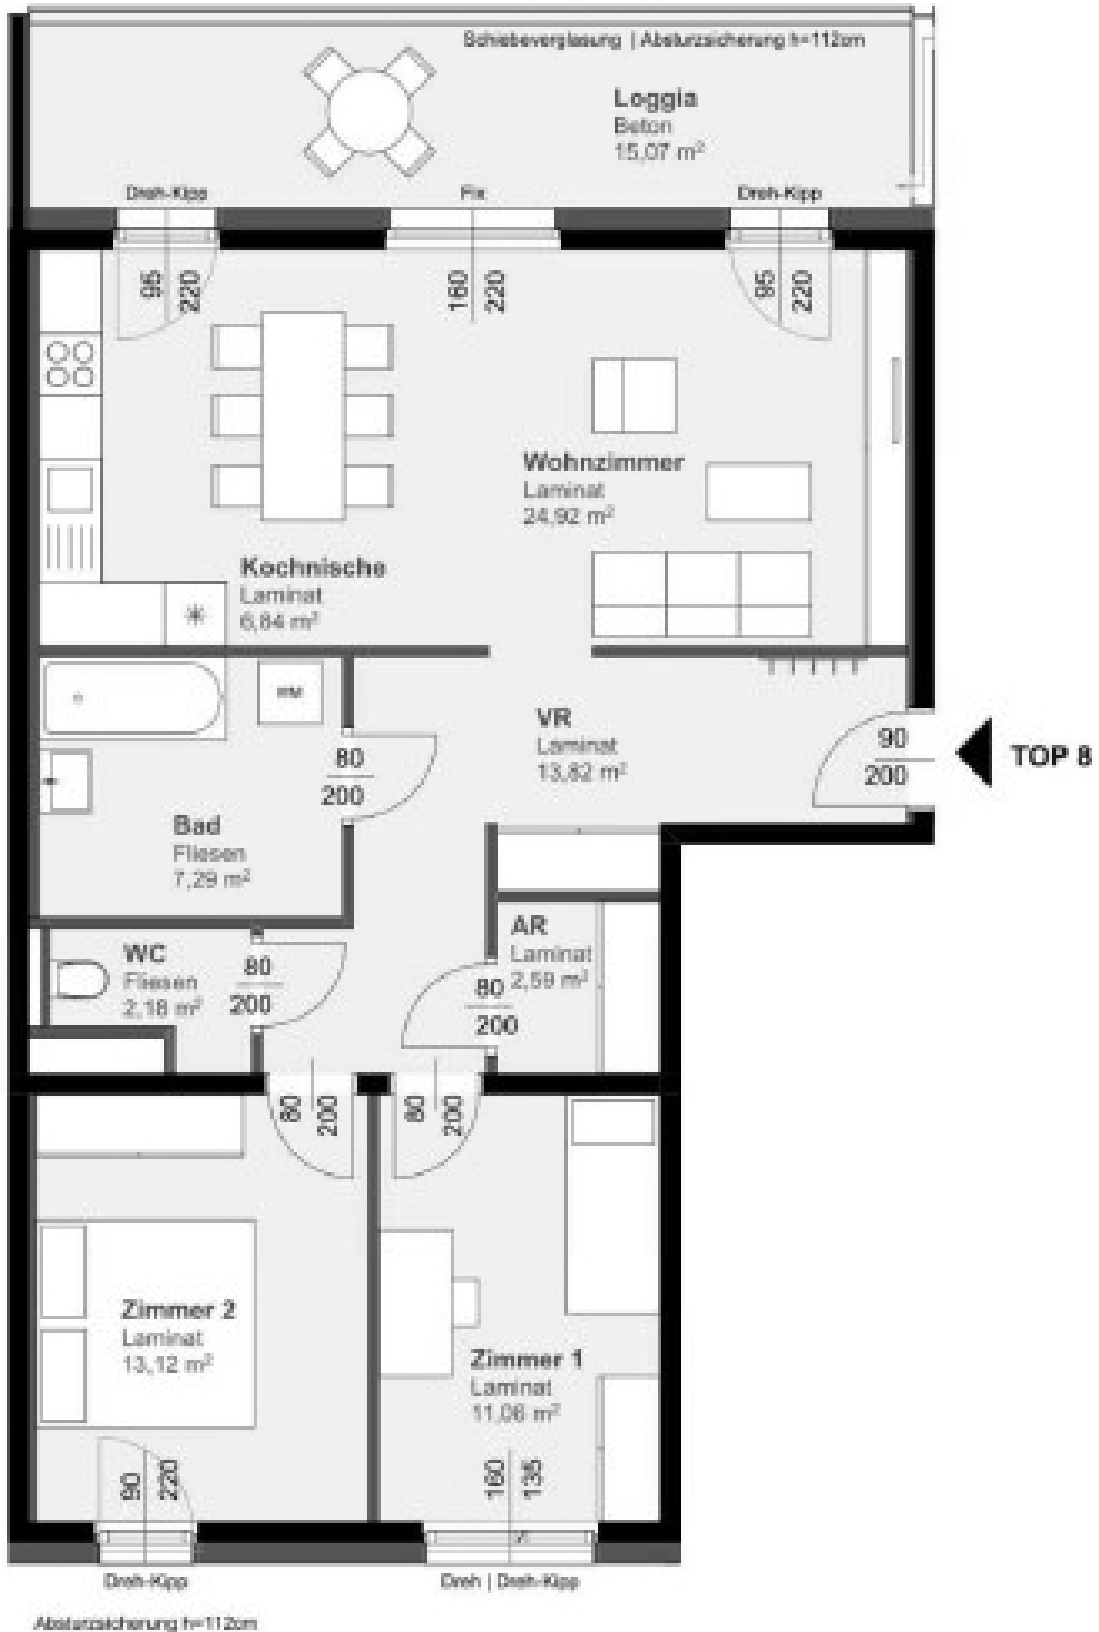 Schiebeverglasung | Absturzsicherung h=112cm
Loggia
Beton
15,07 m²
Dreh-Kipp
Fix
Dreh-Kipp
95
220
160
220
95
220
Wohnzimmer
Laminat
24,92 m²
Kochnische
Laminat
6,84 m²
WM
VR
Laminat
13,82 m²
80
200
90
200
TOP 8
Bad
Fliesen
7,29 m²
AR
Laminat
2,59 m²
WC
Fliesen
2,18 m²
80
200
80
200
80
200
80
200
Zimmer 2
Laminat
13,12 m²
Zimmer 1
Laminat
11,06 m²
90
220
160
135
Dreh-Kipp
Dreh | Dreh-Kipp
Absturzsicherung h=112cm